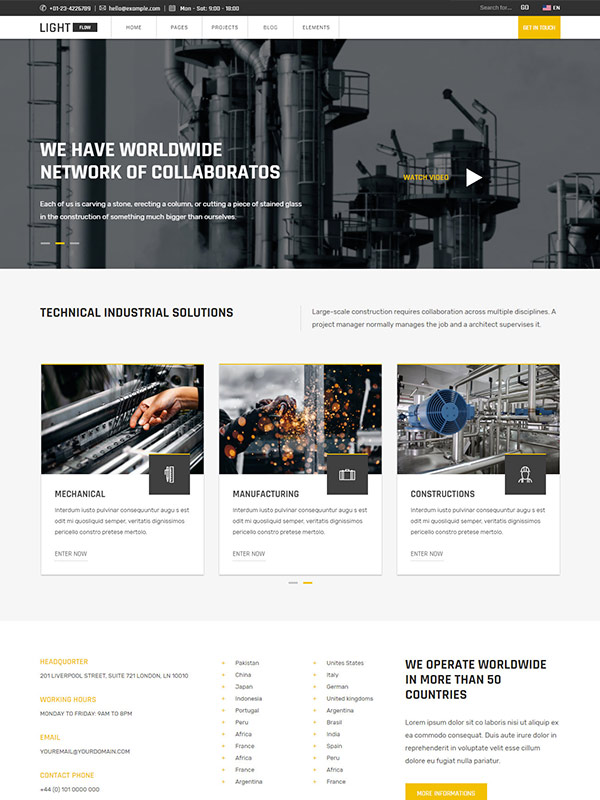 +01-23-4225789 | hello@example.com | Mon - Sat: 9:00 - 18:00
Search for... GO EN
LIGHT FLOW
HOME PAGES PROJECTS BLOG ELEMENTS
GET IN TOUCH
WE HAVE WORLDWIDE
NETWORK OF COLLABORATOS
Each of us is carving a stone, erecting a column, or cutting a piece of stained glass
in the construction of something much bigger than ourselves.
WATCH VIDEO
TECHNICAL INDUSTRIAL SOLUTIONS
Large-scale construction requires collaboration across multiple disciplines. A
project manager normally manages the job and a architect supervises it.
MECHANICAL
Interdum iusto pulvinar consequuntur augu s est
odit mi quosliquid semper, veritatis dignissimos
pericello constro pretese mertolo.
ENTER NOW
MANUFACTURING
Interdum iusto pulvinar consequuntur augu s est
odit mi quosliquid semper, veritatis dignissimos
pericello constro pretese mertolo.
ENTER NOW
CONSTRUCTIONS
Interdum iusto pulvinar consequuntur augu s est
odit mi quosliquid semper, veritatis dignissimos
pericello constro pretese mertolo.
ENTER NOW
HEADQUORTER
201 LIVERPOOL STREET, SUITE 721 LONDON, LN 10010
WORKING HOURS
MONDAY TO FRIDAY: 9AM TO 8PM
EMAIL
YOUREMAIL@YOURDOMAIN.COM
CONTACT PHONE
+44 (0) 101 0000 000
Pakistan
China
Japan
Indonesia
Portugal
Peru
Africa
France
Africa
France
Argentina
Unites States
Italy
German
United kingdoms
Argentina
Brasil
India
Spain
Peru
Africa
France
WE OPERATE WORLDWIDE
IN MORE THAN 50
COUNTRIES
Lorem ipsum dolor sit co laboris nisi ut aliquip ex
ea commodo consequat. Duis aute irure dolor in
reprehenderit in voluptate velit esse cillum
dolore eu fugiat nulla pariatur.
MORE INFORMATIONS